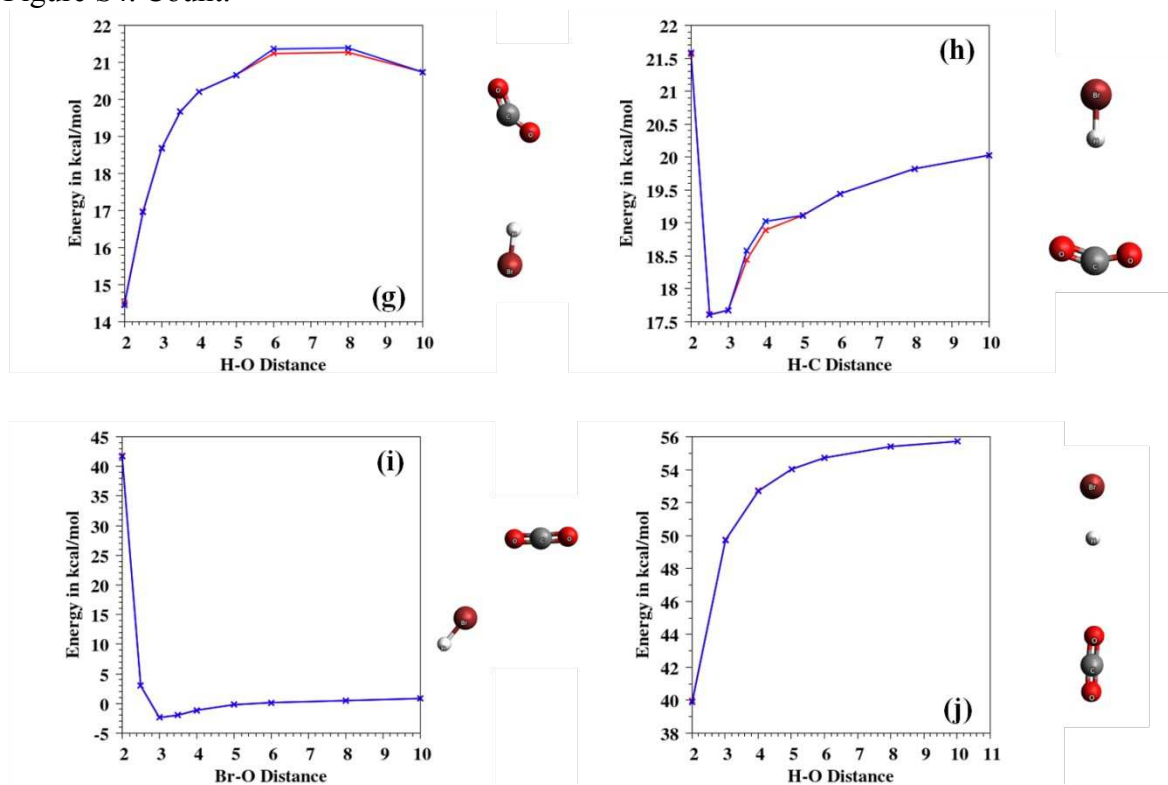 Figure S4. Count.
22
21
20
19
18
17
16
15
14
Energy in kcal/mol
2 3 4 5 6 7 8 9 10
H-O Distance
(g)
O
C
O
H
Br
22
21.5
21
20.5
20
19.5
19
18.5
18
17.5
Energy in kcal/mol
2 3 4 5 6 7 8 9 10
H-C Distance
(h)
Br
H
O
C
O
45
40
35
30
25
20
15
10
5
0
-5
Energy in kcal/mol
2 3 4 5 6 7 8 9 10
Br-O Distance
(i)
O C O
Br
H
56
54
52
50
48
46
44
42
40
38
Energy in kcal/mol
2 3 4 5 6 7 8 9 10 11
H-O Distance
(j)
Br
H
O
C
O